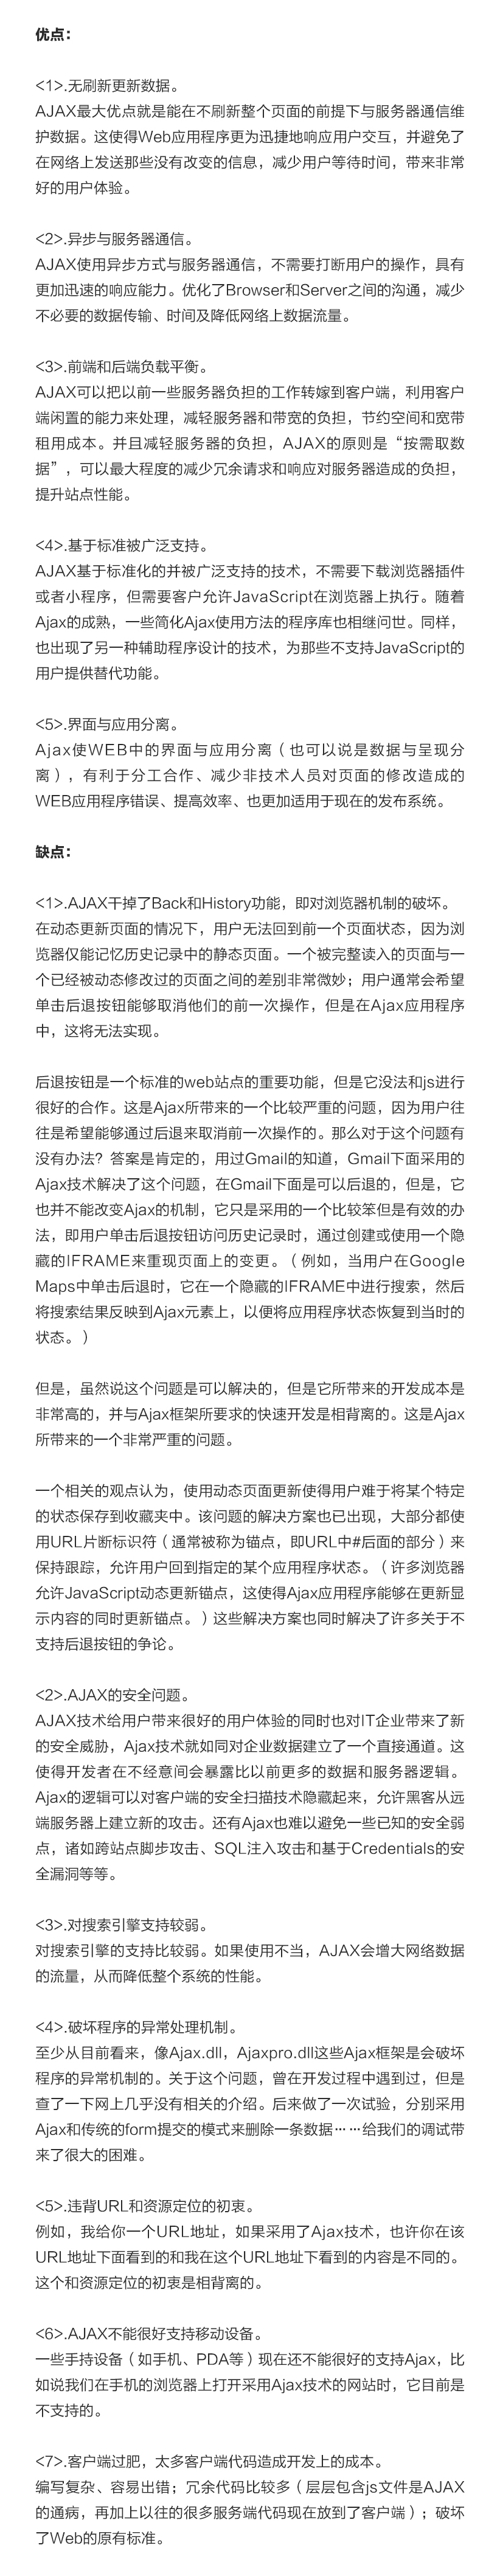 优点：
<1>.无刷新更新数据。
AJAX最大优点就是能在不刷新整个页面的前提下与服务器通信维
护数据。这使得Web应用程序更为迅捷地响应用户交互，并避免了
在网络上发送那些没有改变的信息，减少用户等待时间，带来非常
好的用户体验。
<2>.异步与服务器通信。
AJAX使用异步方式与服务器通信，不需要打断用户的操作，具有
更加迅速的响应能力。优化了Browser和Server之间的沟通，减少
不必要的数据传输、时间及降低网络上数据流量。
<3>.前端和后端负载平衡。
AJAX可以把以前一些服务器负担的工作转嫁到客户端，利用客户
端闲置的能力来处理，减轻服务器和带宽的负担，节约空间和宽带
租用成本。并且减轻服务器的负担，AJAX的原则是“按需取数
据”，可以最大程度的减少冗余请求和响应对服务器造成的负担，
提升站点性能。
<4>.基于标准被广泛支持。
AJAX基于标准化的并被广泛支持的技术，不需要下载浏览器插件
或者小程序，但需要客户允许JavaScript在浏览器上执行。随着
Ajax的成熟，一些简化Ajax使用方法的程序库也相继问世。同样，
也出现了另一种辅助程序设计的技术，为那些不支持JavaScript的
用户提供替代功能。
<5>.界面与应用分离。
Ajax使WEB中的界面与应用分离（也可以说是数据与呈现分
离），有利于分工合作、减少非技术人员对页面的修改造成的
WEB应用程序错误、提高效率、也更加适用于现在的发布系统。
缺点：
<1>.AJAX干掉了Back和History功能，即对浏览器机制的破坏。
在动态更新页面的情况下，用户无法回到前一个页面状态，因为浏
览器仅能记忆历史记录中的静态页面。一个被完整读入的页面与一
个已经被动态修改过的页面之间的差别非常微妙；用户通常会希望
单击后退按钮能够取消他们的前一次操作，但是在Ajax应用程序
中，这将无法实现。
后退按钮是一个标准的web站点的重要功能，但是它没法和js进行
很好的合作。这是Ajax所带来的一个比较严重的问题，因为用户往
往是希望能够通过后退来取消前一次操作的。那么对于这个问题有
没有办法？答案是肯定的，用过Gmail的知道，Gmail下面采用的
Ajax技术解决了这个问题，在Gmail下面是可以后退的，但是，它
也并不能改变Ajax的机制，它只是采用的一个比较笨但是有效的办
法，即用户单击后退按钮访问历史记录时，通过创建或使用一个隐
藏的IFRAME来重现页面上的变更。（例如，当用户在Google
Maps中单击后退时，它在一个隐藏的IFRAME中进行搜索，然后
将搜索结果反映到Ajax元素上，以便将应用程序状态恢复到当时的
状态。）
但是，虽然说这个问题是可以解决的，但是它所带来的开发成本是
非常高的，并与Ajax框架所要求的快速开发是相背离的。这是Ajax
所带来的一个非常严重的问题。
一个相关的观点认为，使用动态页面更新使得用户难于将某个特定
的状态保存到收藏夹中。该问题的解决方案也已出现，大部分都使
用URL片断标识符（通常被称为锚点，即URL中#后面的部分）来
保持跟踪，允许用户回到指定的某个应用程序状态。（许多浏览器
允许JavaScript动态更新锚点，这使得Ajax应用程序能够在更新显
示内容的同时更新锚点。）这些解决方案也同时解决了许多关于不
支持后退按钮的争论。
<2>.AJAX的安全问题。
AJAX技术给用户带来很好的用户体验的同时也对IT企业带来了新
的安全威胁，Ajax技术就如同对企业数据建立了一个直接通道。这
使得开发者在不经意间会暴露比以前更多的数据和服务器逻辑。
Ajax的逻辑可以对客户端的安全扫描技术隐藏起来，允许黑客从远
端服务器上建立新的攻击。还有Ajax也难以避免一些已知的安全弱
点，诸如跨站点脚步攻击、SQL注入攻击和基于Credentials的安
全漏洞等等。
<3>.对搜索引擎支持较弱。
对搜索引擎的支持比较弱。如果使用不当，AJAX会增大网络数据
的流量，从而降低整个系统的性能。
<4>.破坏程序的异常处理机制。
至少从目前看来，像Ajax.dll，Ajaxpro.dll这些Ajax框架是会破坏
程序的异常机制的。关于这个问题，曾在开发过程中遇到过，但是
查了一下网上几乎没有相关的介绍。后来做了一次试验，分别采用
Ajax和传统的form提交的模式来删除一条数据……给我们的调试带
来了很大的困难。
<5>.违背URL和资源定位的初衷。
例如，我给你一个URL地址，如果采用了Ajax技术，也许你在该
URL地址下面看到的和我在这个URL地址下看到的内容是不同的。
这个和资源定位的初衷是相背离的。
<6>.AJAX不能很好支持移动设备。
一些手持设备（如手机、PDA等）现在还不能很好的支持Ajax，比
如说我们在手机的浏览器上打开采用Ajax技术的网站时，它目前是
不支持的。
<7>.客户端过肥，太多客户端代码造成开发上的成本。
编写复杂、容易出错；冗余代码比较多（层层包含js文件是AJAX
的通病，再加上以往的很多服务端代码现在放到了客户端）；破坏
了Web的原有标准。